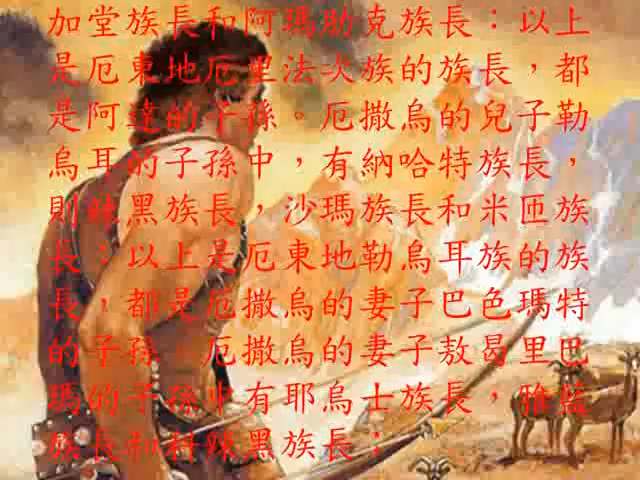 加堂族長和阿瑪肋克族長：以上
是厄東地厄里法次族的族長，都
是阿達的子孫。厄撒烏的兒子勒
烏耳的子孫中，有納哈特族長，
則辣黑族長，沙瑪族長和米匝族
長：以上是厄東地勒烏耳族的族
長，都是厄撒烏的妻子巴色瑪特
的子孫　厄撒烏的妻子敖曷里巴
瑪的子孫中有耶烏士族長，雅藍
族長和科辣黑族長；